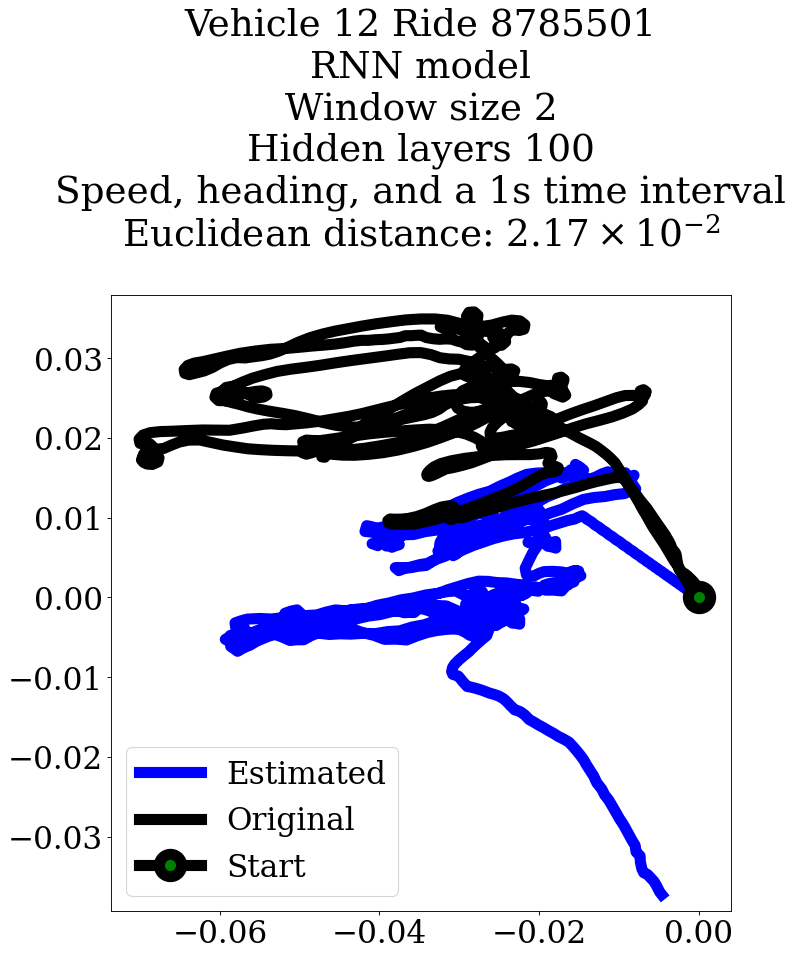 Vehicle 12 Ride 8785501
RNN model
Window size 2
Hidden layers 100
Speed, heading, and a 1s time interval
Euclidean distance: 2.17 × 10⁻²
0.03
0.02
0.01
0.00
−0.01
−0.02
−0.03
Estimated
Original
Start
−0.06 −0.04 −0.02 0.00